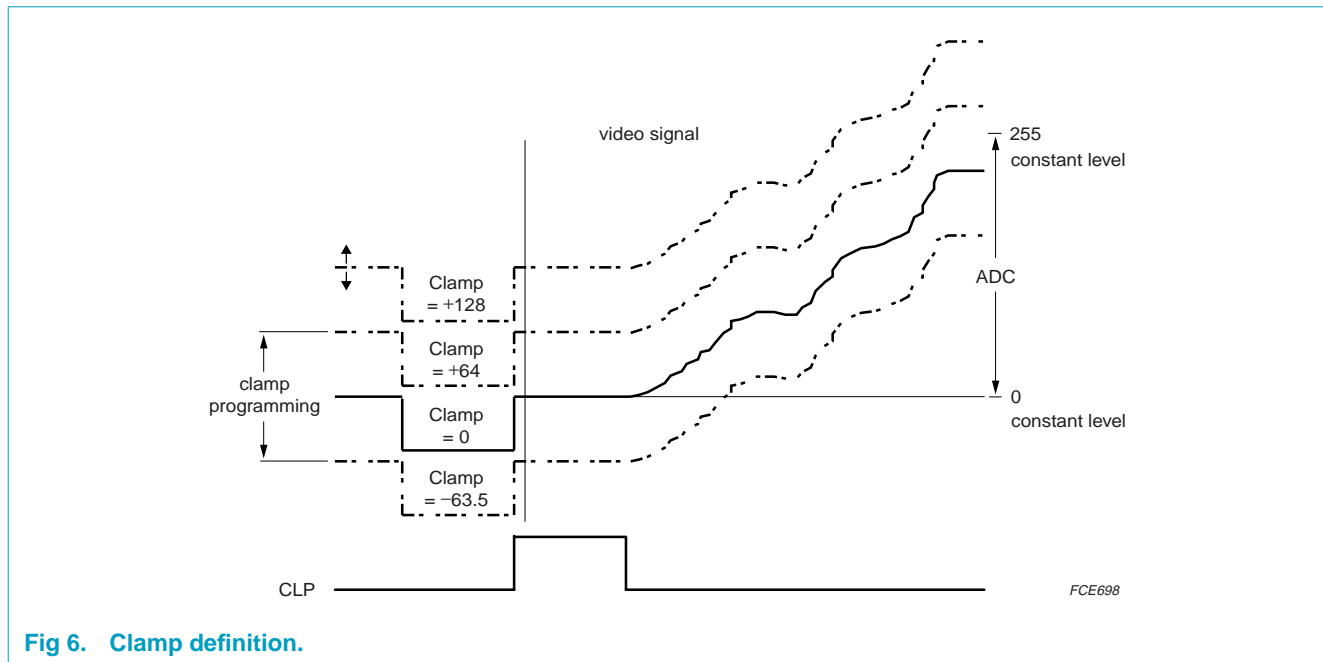 video signal
255
constant level
Clamp
= +128
ADC
Clamp
= +64
clamp
programming
0
constant level
Clamp
= 0
Clamp
= −63.5
CLP
FCE698
Fig 6. Clamp definition.